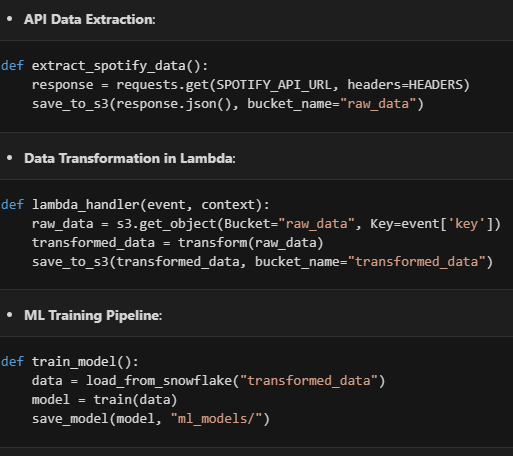 • API Data Extraction:
def extract_spotify_data():
    response = requests.get(SPOTIFY_API_URL, headers=HEADERS)
    save_to_s3(response.json(), bucket_name="raw_data")
• Data Transformation in Lambda:
def lambda_handler(event, context):
    raw_data = s3.get_object(Bucket="raw_data", Key=event['key'])
    transformed_data = transform(raw_data)
    save_to_s3(transformed_data, bucket_name="transformed_data")
• ML Training Pipeline:
def train_model():
    data = load_from_snowflake("transformed_data")
    model = train(data)
    save_model(model, "ml_models/")